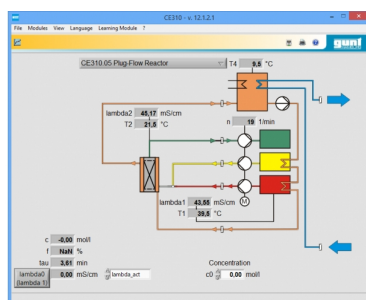 CE310 - v. 12.1.2.1
File Modules View Language Learning Module ?
gunt
CE310.05 Plug-Flow Reactor
T4 9,5 °C
lambda2 45,17 mS/cm
T2 21,5 °C
n 19 1/min
lambda1 43,55 mS/cm
T1 39,5 °C
M
c -0,00 mol/l
f NaN %
tau 3,61 min
lambda0 (lambda 1) 0,00 mS/cm lambda_act
Concentration
c0 0,00 mol/l